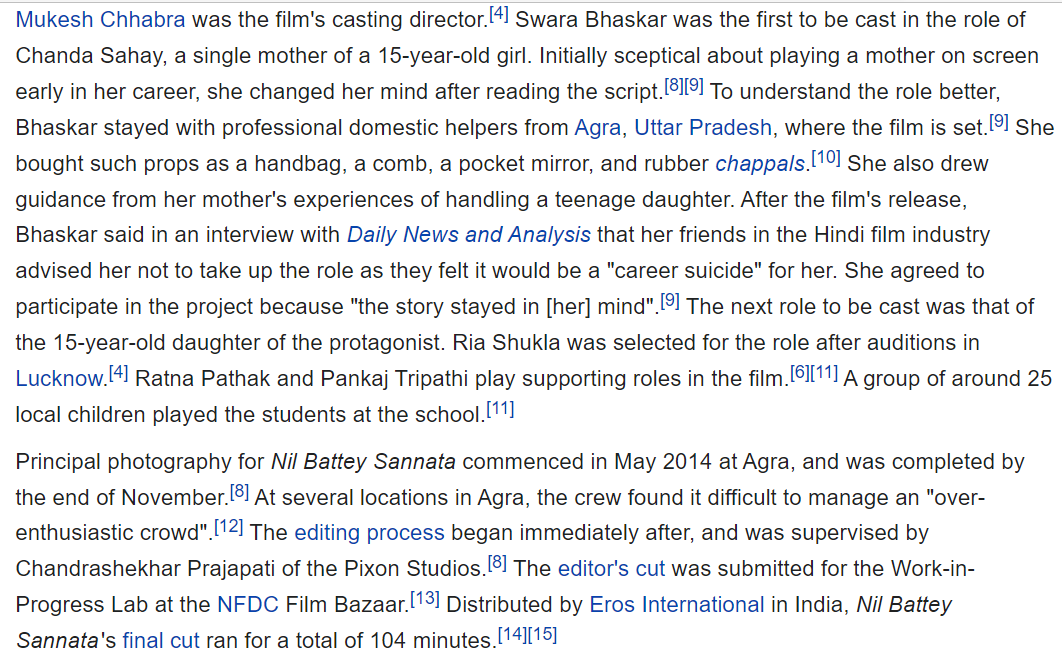 Mukesh Chhabra was the film's casting director.[4] Swara Bhaskar was the first to be cast in the role of
Chanda Sahay, a single mother of a 15-year-old girl. Initially sceptical about playing a mother on screen
early in her career, she changed her mind after reading the script.[8][9] To understand the role better,
Bhaskar stayed with professional domestic helpers from Agra, Uttar Pradesh, where the film is set.[9] She
bought such props as a handbag, a comb, a pocket mirror, and rubber chappals.[10] She also drew
guidance from her mother's experiences of handling a teenage daughter. After the film's release,
Bhaskar said in an interview with Daily News and Analysis that her friends in the Hindi film industry
advised her not to take up the role as they felt it would be a "career suicide" for her. She agreed to
participate in the project because "the story stayed in [her] mind".[9] The next role to be cast was that of
the 15-year-old daughter of the protagonist. Ria Shukla was selected for the role after auditions in
Lucknow.[4] Ratna Pathak and Pankaj Tripathi play supporting roles in the film.[6][11] A group of around 25
local children played the students at the school.[11]
Principal photography for Nil Battey Sannata commenced in May 2014 at Agra, and was completed by
the end of November.[8] At several locations in Agra, the crew found it difficult to manage an "over-
enthusiastic crowd".[12] The editing process began immediately after, and was supervised by
Chandrashekhar Prajapati of the Pixon Studios.[8] The editor's cut was submitted for the Work-in-
Progress Lab at the NFDC Film Bazaar.[13] Distributed by Eros International in India, Nil Battey
Sannata's final cut ran for a total of 104 minutes.[14][15]